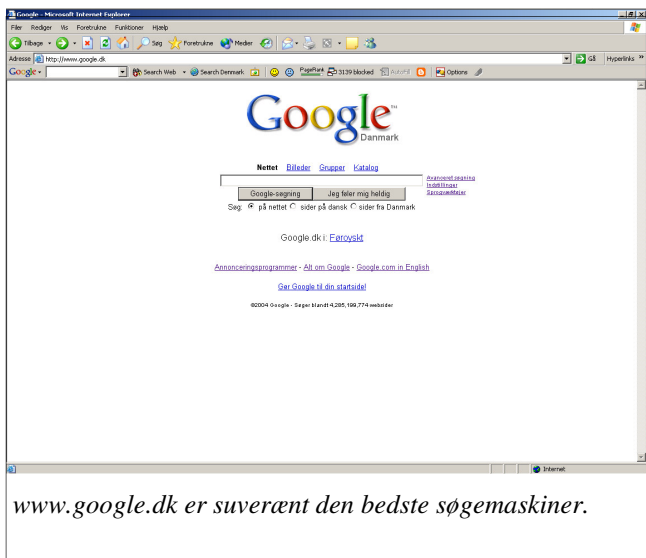 Google - Microsoft Internet Explorer
Filer Rediger Vis Foretrukne Funktioner Hjælp
Tilbage Søg Foretrukne Medier
Adresse http://www.google.dk Gå Hyperlinks »
Google Search Web Search Denmark PageRank 3139 blocked AutoFill Options
Google™
Danmark
Nettet Billeder Grupper Katalog
Avanceret søgning
Indstillinger
Sprogværktøjer
Google-søgning Jeg føler mig heldig
Søg: på nettet sider på dansk sider fra Danmark
Google.dk i: Føroyskt
Annonceringsprogrammer - Alt om Google - Google.com in English
Gør Google til din startside!
©2004 Google - Søger blandt 4,285,199,774 websider
Internet
www.google.dk er suverænt den bedste søgemaskiner.